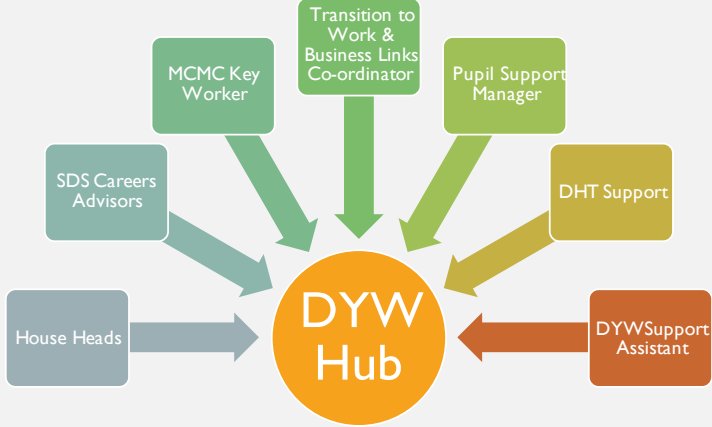 Transition to
Work &
Business Links
Co-ordinator
MCMC Key
Worker
Pupil Support
Manager
SDS Careers
Advisors
DHT Support
House Heads
DYW
Hub
DYWSupport
Assistant